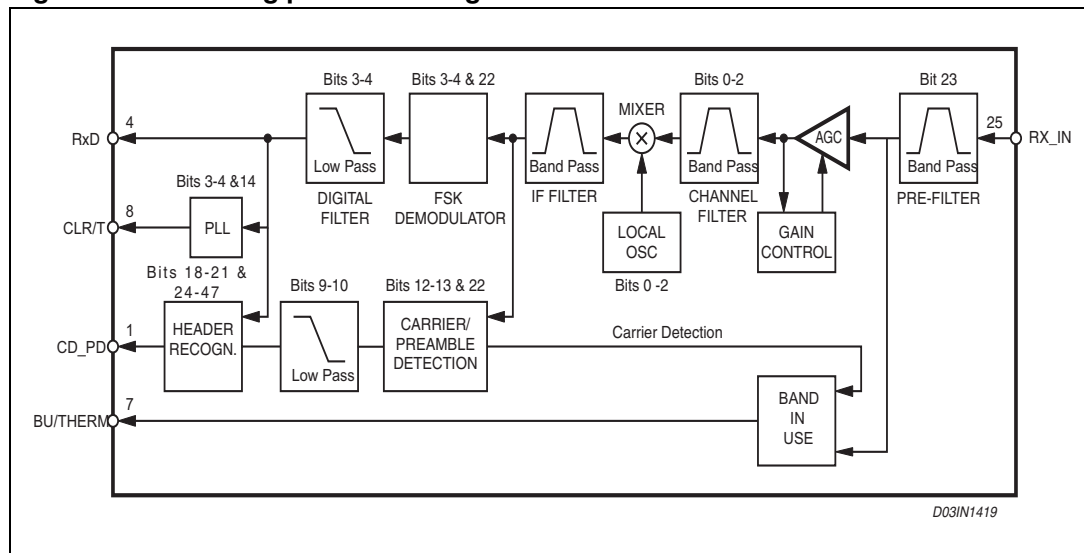 Bits 3-4
Bits 3-4 & 22
Bits 0-2
Bit 23
MIXER
RxD
4
Low Pass
Band Pass
×
Band Pass
AGC
Band Pass
25
RX_IN
DIGITAL
FILTER
FSK
DEMODULATOR
IF FILTER
CHANNEL
FILTER
PRE-FILTER
Bits 3-4 &14
CLR/T
8
PLL
LOCAL
OSC
GAIN
CONTROL
Bits 18-21 &
24-47
Bits 9-10
Bits 12-13 & 22
Bits 0 -2
CD_PD
1
HEADER
RECOGN.
Low Pass
CARRIER/
PREAMBLE
DETECTION
Carrier Detection
BU/THERM
7
BAND
IN
USE
D03IN1419